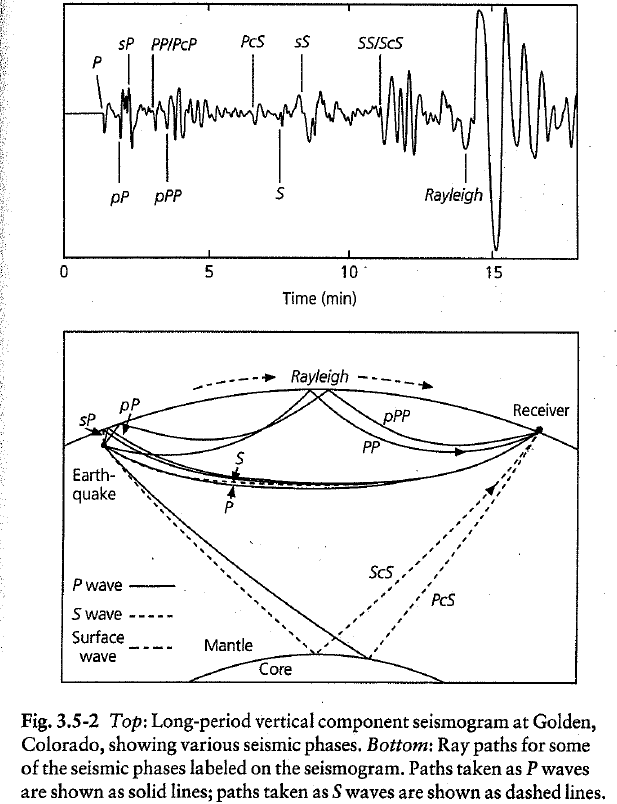 sP PP/PcP PcS sS SS/ScS
P
pP pPP S Rayleigh
0 5 10 15
Time (min)
Rayleigh
pP pPP Receiver
sP
PP
S
Earth-
quake
P
ScS
PcS
P wave
S wave
Surface
wave
Mantle
Core
Fig. 3.5-2 Top: Long-period vertical component seismogram at Golden,
Colorado, showing various seismic phases. Bottom: Ray paths for some
of the seismic phases labeled on the seismogram. Paths taken as P waves
are shown as solid lines; paths taken as S waves are shown as dashed lines.